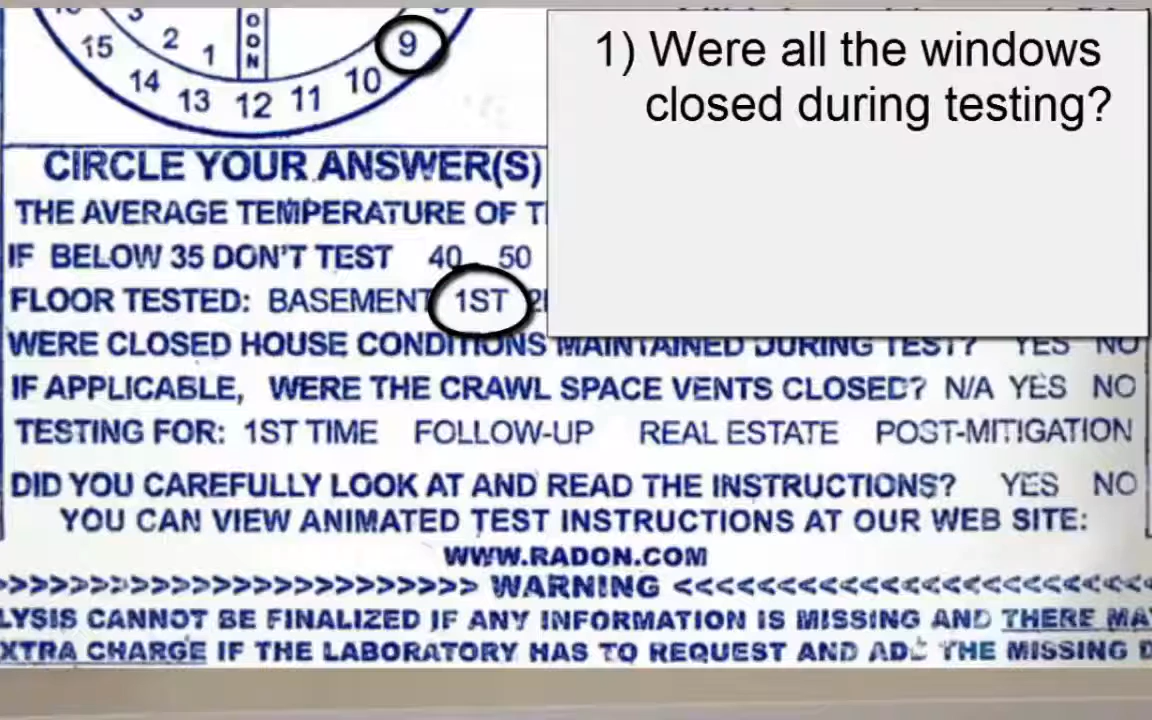 15 2 1 O O N 9
14 13 12 11 10
1) Were all the windows
closed during testing?
CIRCLE YOUR ANSWER(S)
THE AVERAGE TEMPERATURE OF
IF BELOW 35 DON'T TEST 40 50
FLOOR TESTED: BASEMENT 1ST
WERE CLOSED HOUSE CONDITIONS MAINTAINED DURING TEST? YES NO
IF APPLICABLE, WERE THE CRAWL SPACE VENTS CLOSED? N/A YES NO
TESTING FOR: 1ST TIME FOLLOW-UP REAL ESTATE POST-MITIGATION
DID YOU CAREFULLY LOOK AT AND READ THE INSTRUCTIONS? YES NO
YOU CAN VIEW ANIMATED TEST INSTRUCTIONS AT OUR WEB SITE:
WWW.RADON.COM
>>>>>>>>>>>>>>>>>>>>>>>>>>>> WARNING <<<<<<<<<<<<<<<<<<<<<<<<<<<<
LYSIS CANNOT BE FINALIZED IF ANY INFORMATION IS MISSING AND THERE MA
XTRA CHARGE IF THE LABORATORY HAS TO REQUEST AND ADD THE MISSING